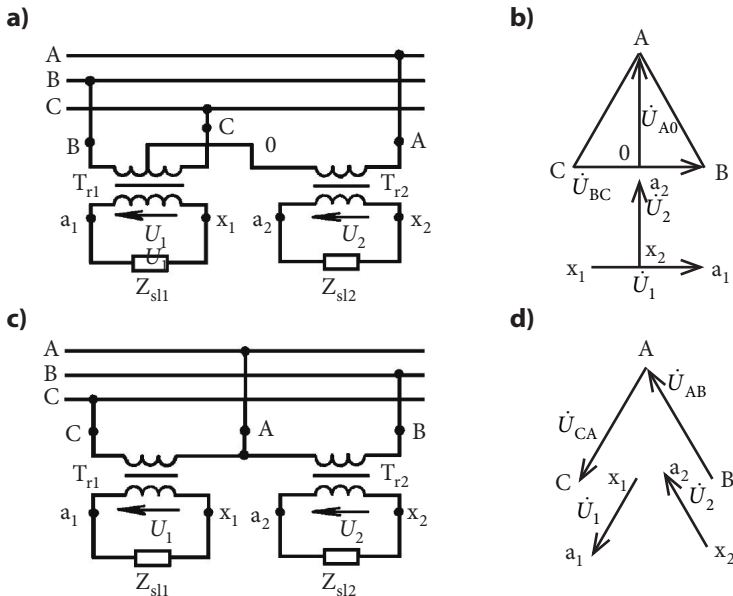 a)
A
B
C
B
C
0
A
T_r1
T_r2
a_1
x_1
a_2
x_2
U_1
U_1
U_2
Z_sl1
Z_sl2
b)
A
U̇_A0
C
0
B
U̇_BC
a_2
U̇_2
x_2
x_1
a_1
U̇_1
c)
A
B
C
C
A
B
T_r1
T_r2
a_1
x_1
a_2
x_2
U_1
U_2
Z_sl1
Z_sl2
d)
A
U̇_AB
U̇_CA
C
x_1
a_2
B
U̇_1
U̇_2
a_1
x_2